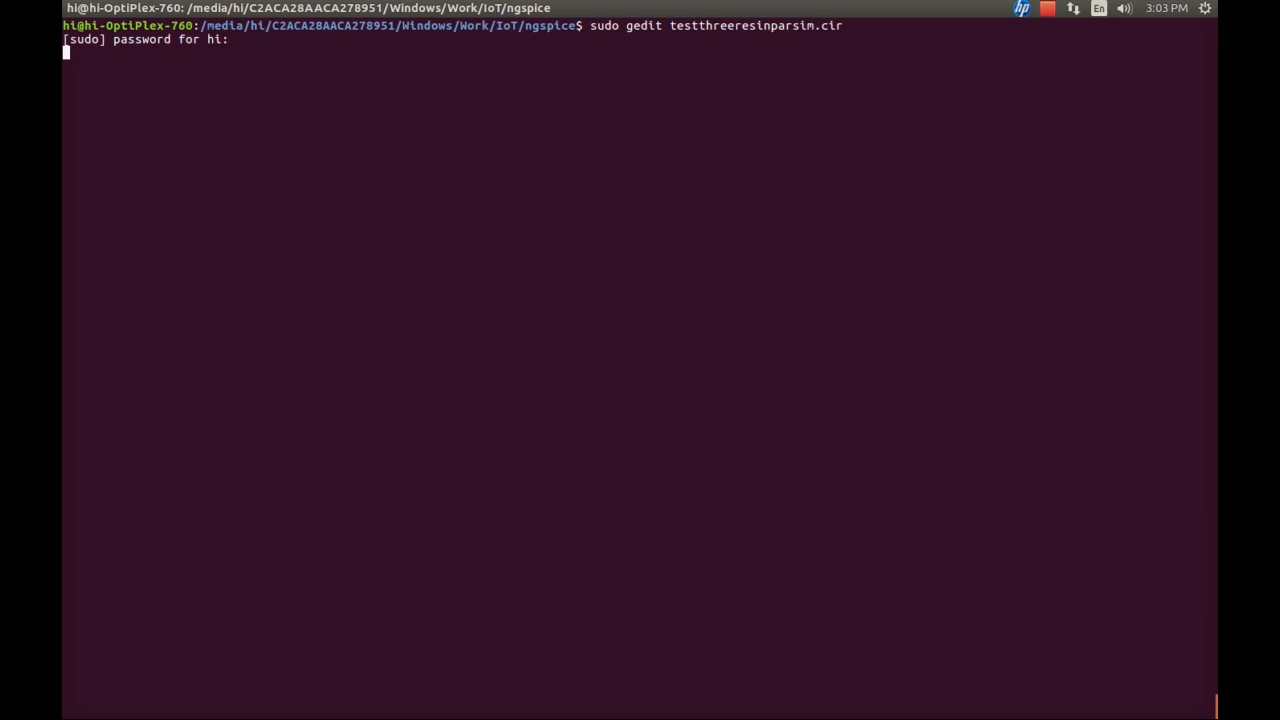 hi@hi-OptiPlex-760: /media/hi/C2ACA28AACA278951/Windows/Work/IoT/ngspice
hp
En
3:03 PM
hi@hi-OptiPlex-760:/media/hi/C2ACA28AACA278951/Windows/Work/IoT/ngspice$ sudo gedit testthreeresinparsim.cir
[sudo] password for hi: